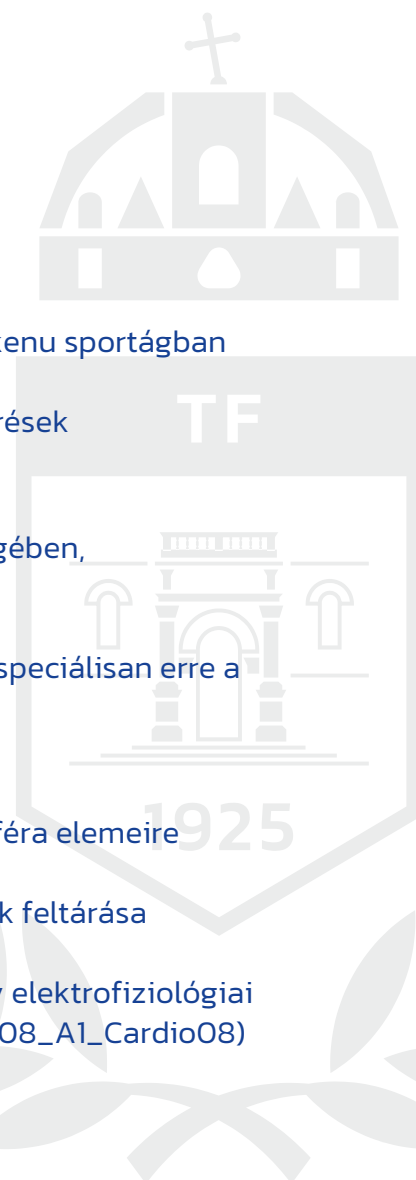 kenu sportágban
TF
rések
gében,
speciálisan erre a
1925
féra elemeire
k feltárása
elektrofiziológiai
08_A1_Cardio08)